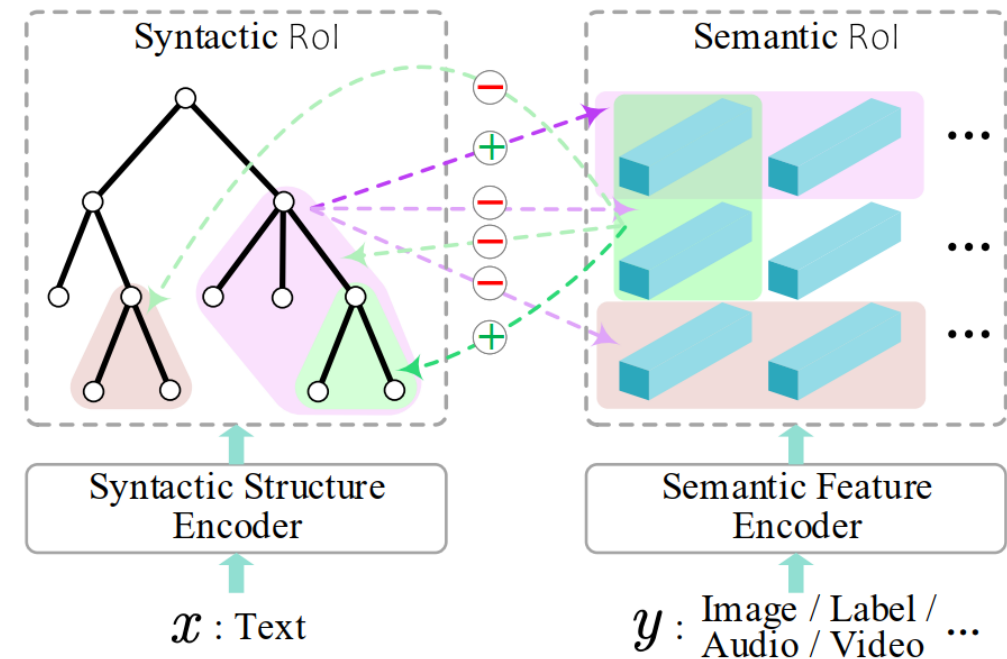 Syntactic RoI
Semantic RoI
...
...
...
Syntactic Structure
Encoder
Semantic Feature
Encoder
x : Text
y : Image / Label /
Audio / Video ...